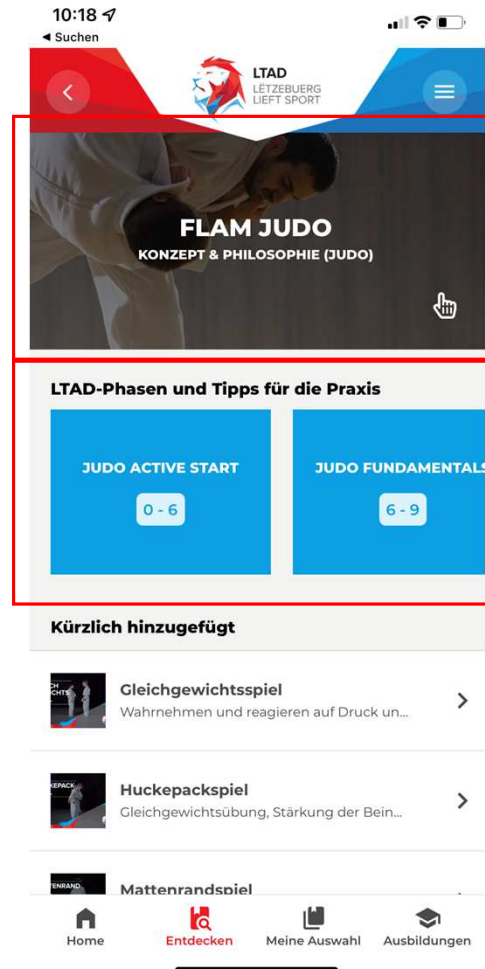 10:18
◀ Suchen
LTAD
LËTZEBUERG
LIEFT SPORT
FLAM JUDO
KONZEPT & PHILOSOPHIE (JUDO)
LTAD-Phasen und Tipps für die Praxis
JUDO ACTIVE START
0 - 6
JUDO FUNDAMENTALS
6 - 9
Kürzlich hinzugefügt
Gleichgewichtsspiel
Wahrnehmen und reagieren auf Druck un...
Huckepackspiel
Gleichgewichtsübung, Stärkung der Bein...
Mattenrandspiel
Home
Entdecken
Meine Auswahl
Ausbildungen